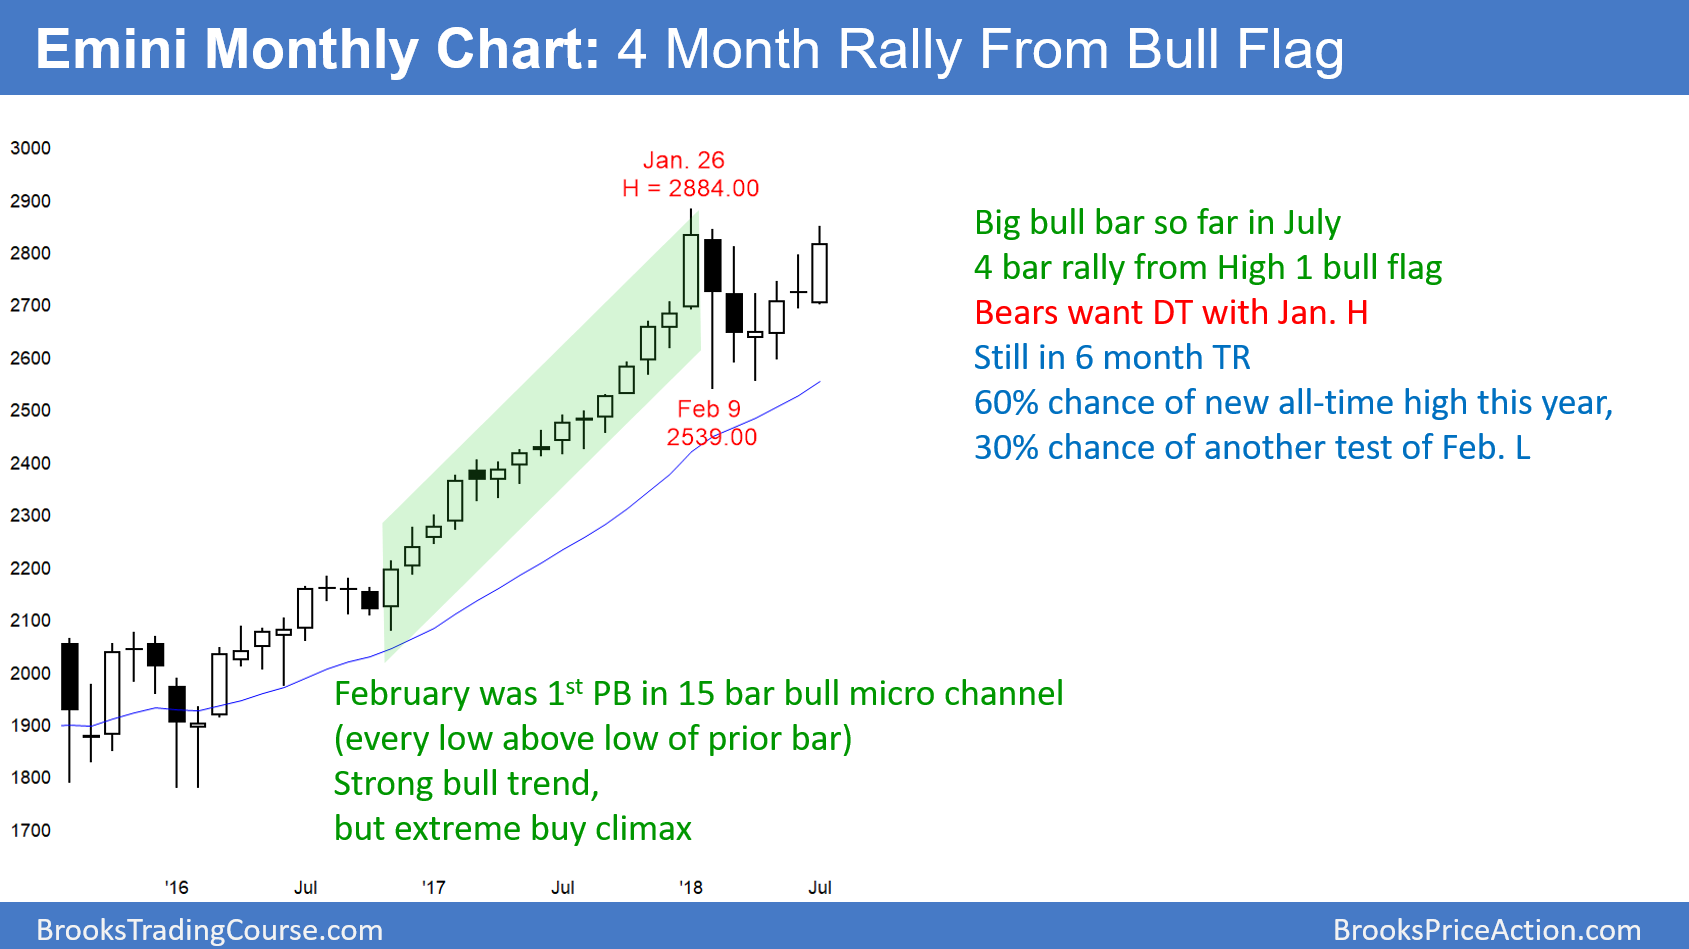 Emini Monthly Chart: 4 Month Rally From Bull Flag
3000
2900
2800
2700
2600
2500
2400
2300
2200
2100
2000
1900
1800
1700
Jan. 26
H = 2884.00
Feb 9
2539.00
Big bull bar so far in July
4 bar rally from High 1 bull flag
Bears want DT with Jan. H
Still in 6 month TR
60% chance of new all-time high this year,
30% chance of another test of Feb. L
February was 1st PB in 15 bar bull micro channel
(every low above low of prior bar)
Strong bull trend,
but extreme buy climax
'16 Jul '17 Jul '18 Jul
BrooksTradingCourse.com
BrooksPriceAction.com